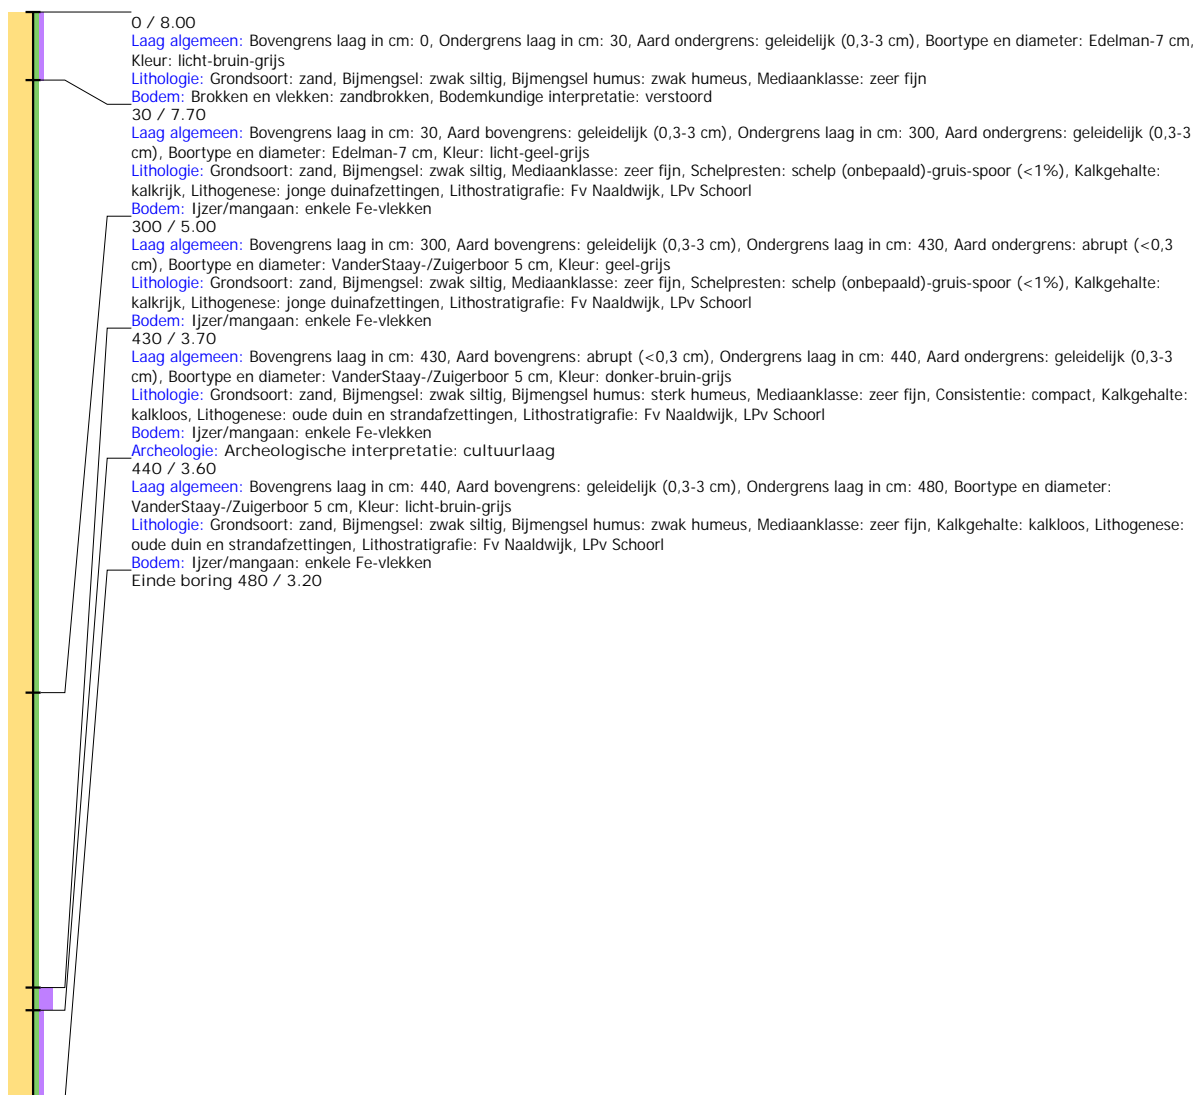 0 / 8.00
Laag algemeen: Bovengrens laag in cm: 0, Ondergrens laag in cm: 30, Aard ondergrens: geleidelijk (0,3-3 cm), Boortype en diameter: Edelman-7 cm,
Kleur: licht-bruin-grijs
Lithologie: Grondsoort: zand, Bijmengsel: zwak siltig, Bijmengsel humus: zwak humeus, Mediaanklasse: zeer fijn
Bodem: Brokken en vlekken: zandbrokken, Bodemkundige interpretatie: verstoord
30 / 7.70
Laag algemeen: Bovengrens laag in cm: 30, Aard bovengrens: geleidelijk (0,3-3 cm), Ondergrens laag in cm: 300, Aard ondergrens: geleidelijk (0,3-3
cm), Boortype en diameter: Edelman-7 cm, Kleur: licht-geel-grijs
Lithologie: Grondsoort: zand, Bijmengsel: zwak siltig, Mediaanklasse: zeer fijn, Schelpresten: schelp (onbepaald)-gruis-spoor (<1%), Kalkgehalte:
kalkrijk, Lithogenese: jonge duinafzettingen, Lithostratigrafie: Fv Naaldwijk, LPv Schoorl
Bodem: Ijzer/mangaan: enkele Fe-vlekken
300 / 5.00
Laag algemeen: Bovengrens laag in cm: 300, Aard bovengrens: geleidelijk (0,3-3 cm), Ondergrens laag in cm: 430, Aard ondergrens: abrupt (<0,3
cm), Boortype en diameter: VanderStaay-/Zuigerboor 5 cm, Kleur: geel-grijs
Lithologie: Grondsoort: zand, Bijmengsel: zwak siltig, Mediaanklasse: zeer fijn, Schelpresten: schelp (onbepaald)-gruis-spoor (<1%), Kalkgehalte:
kalkrijk, Lithogenese: jonge duinafzettingen, Lithostratigrafie: Fv Naaldwijk, LPv Schoorl
Bodem: Ijzer/mangaan: enkele Fe-vlekken
430 / 3.70
Laag algemeen: Bovengrens laag in cm: 430, Aard bovengrens: abrupt (<0,3 cm), Ondergrens laag in cm: 440, Aard ondergrens: geleidelijk (0,3-3
cm), Boortype en diameter: VanderStaay-/Zuigerboor 5 cm, Kleur: donker-bruin-grijs
Lithologie: Grondsoort: zand, Bijmengsel: zwak siltig, Bijmengsel humus: sterk humeus, Mediaanklasse: zeer fijn, Consistentie: compact, Kalkgehalte:
kalkloos, Lithogenese: oude duin en strandafzettingen, Lithostratigrafie: Fv Naaldwijk, LPv Schoorl
Bodem: Ijzer/mangaan: enkele Fe-vlekken
Archeologie: Archeologische interpretatie: cultuurlaag
440 / 3.60
Laag algemeen: Bovengrens laag in cm: 440, Aard bovengrens: geleidelijk (0,3-3 cm), Ondergrens laag in cm: 480, Boortype en diameter:
VanderStaay-/Zuigerboor 5 cm, Kleur: licht-bruin-grijs
Lithologie: Grondsoort: zand, Bijmengsel: zwak siltig, Bijmengsel humus: zwak humeus, Mediaanklasse: zeer fijn, Kalkgehalte: kalkloos, Lithogenese:
oude duin en strandafzettingen, Lithostratigrafie: Fv Naaldwijk, LPv Schoorl
Bodem: Ijzer/mangaan: enkele Fe-vlekken
Einde boring 480 / 3.20